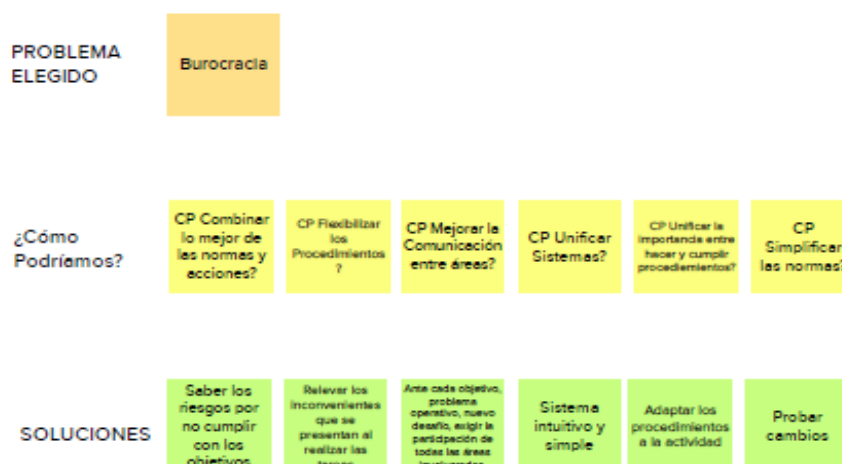 PROBLEMA
ELEGIDO
Burocracia
¿Cómo
Podríamos?
CP Combinar
lo mejor de
las normas y
acciones?
CP Flexibilizar
los
Procedimientos
?
CP Mejorar la
Comunicación
entre áreas?
CP Unificar
Sistemas?
CP Unificar la
importancia entre
hacer y cumplir
procediemientos?
CP
Simplificar
las normas?
SOLUCIONES
Saber los
riesgos por
no cumplir
con los
objetivos
Relevar los
inconvenientes
que se
presentan al
realizar las
tareas
Ante cada objetivo,
problema
operativo, nuevo
desafío, exigir la
participación de
todas las áreas
involucradas
Sistema
intuitivo y
simple
Adaptar los
procedimientos
a la actividad
Probar
cambios